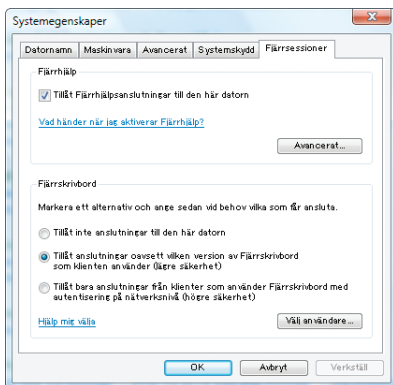 Systemegenskaper
Datornamn Maskinvara Avancerat Systemskydd Fjärrsessioner
Fjärrhjälp
Tillåt Fjärrhjälpsanslutningar till den här datorn
Vad händer när jag aktiverar Fjärrhjälp?
Avancerat...
Fjärrskrivbord
Markera ett alternativ och ange sedan vid behov vilka som får ansluta.
Tillåt inte anslutningar till den här datorn
Tillåt anslutningar oavsett vilken version av Fjärrskrivbord
som klienten använder (lägre säkerhet)
Tillåt bara anslutningar från klienter som använder Fjärrskrivbord med
autentisering på nätverksnivå (högre säkerhet)
Hjälp mig välja
Välj användare...
OK Avbryt Verkställ